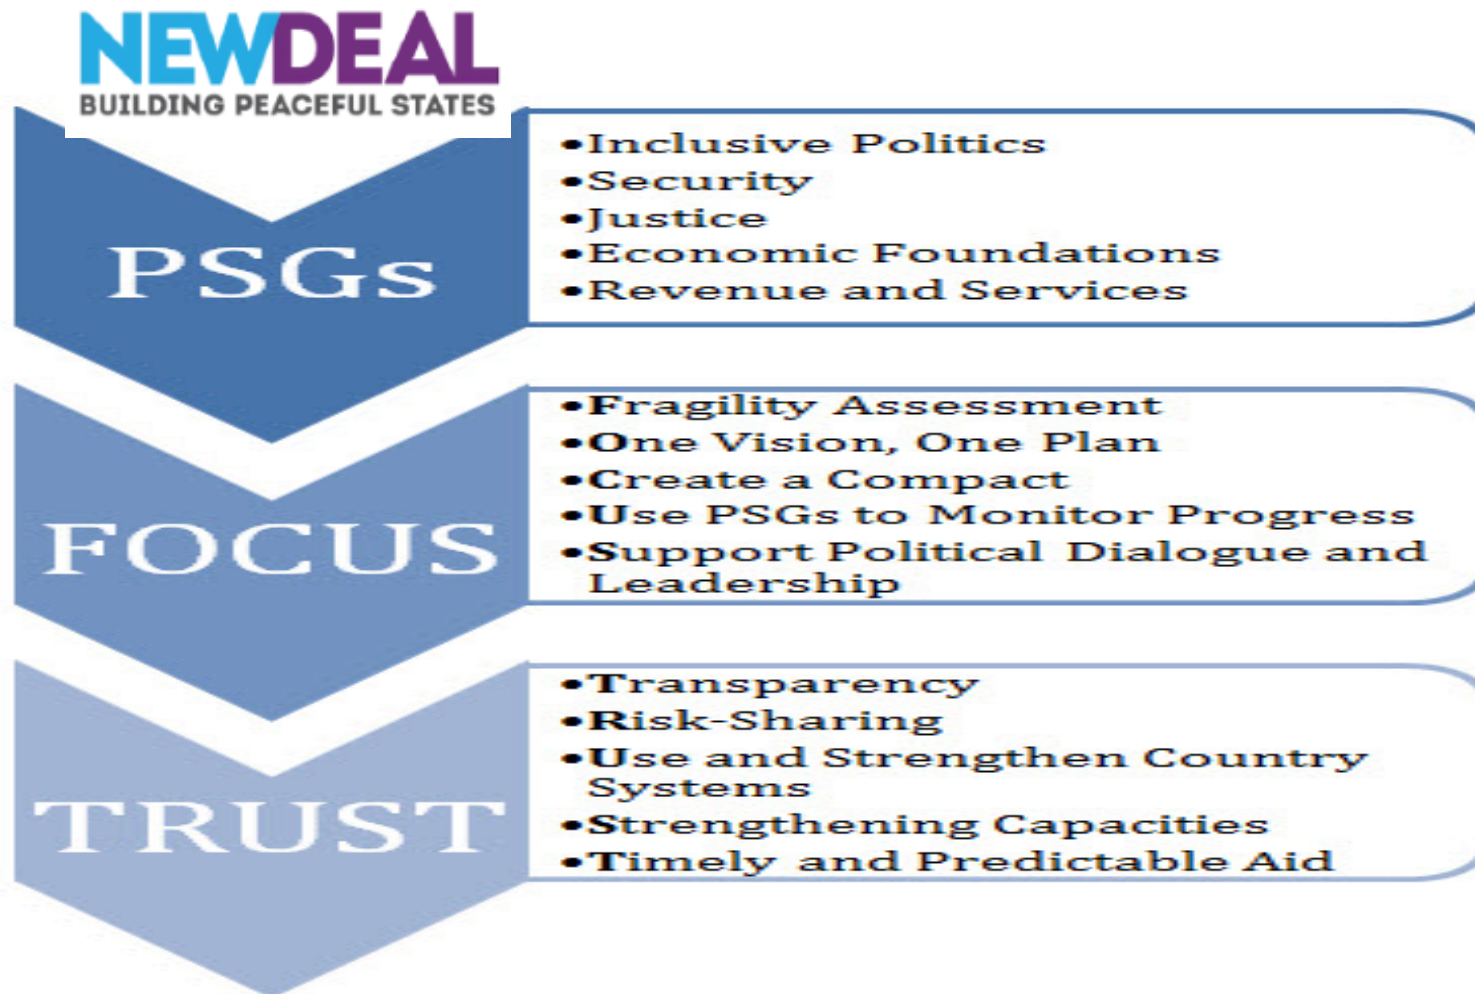 NEWDEAL
BUILDING PEACEFUL STATES
PSGs
•Inclusive Politics
•Security
•Justice
•Economic Foundations
•Revenue and Services
FOCUS
•Fragility Assessment
•One Vision, One Plan
•Create a Compact
•Use PSGs to Monitor Progress
•Support Political Dialogue and
Leadership
TRUST
•Transparency
•Risk-Sharing
•Use and Strengthen Country
Systems
•Strengthening Capacities
•Timely and Predictable Aid